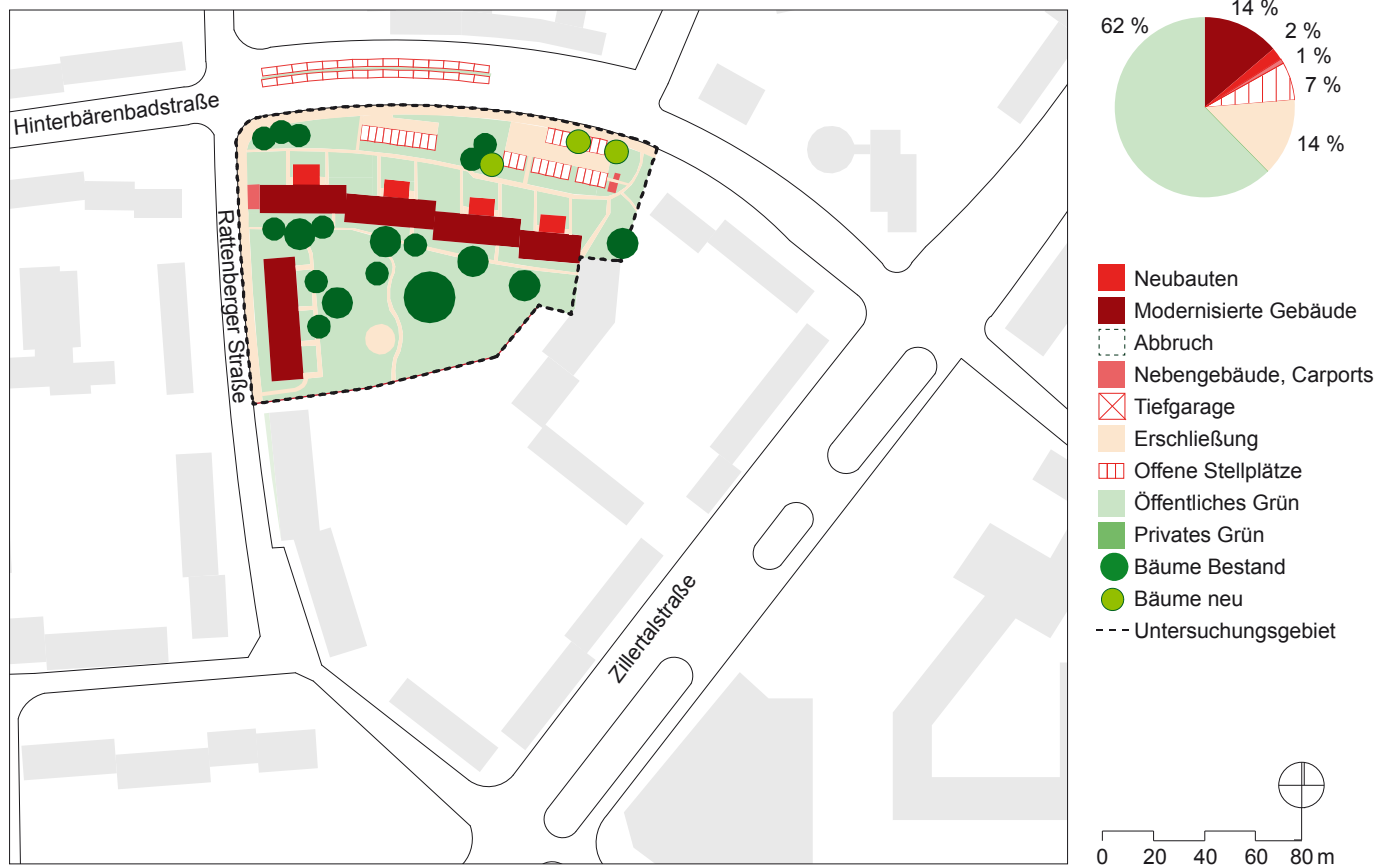 Hinterbärenbadstraße
Rattenberger Straße
Zillertalstraße
62 %
14 %
2 %
1 %
7 %
14 %
Neubauten
Modernisierte Gebäude
Abbruch
Nebengebäude, Carports
Tiefgarage
Erschließung
Offene Stellplätze
Öffentliches Grün
Privates Grün
Bäume Bestand
Bäume neu
Untersuchungsgebiet
0 20 40 60 80 m